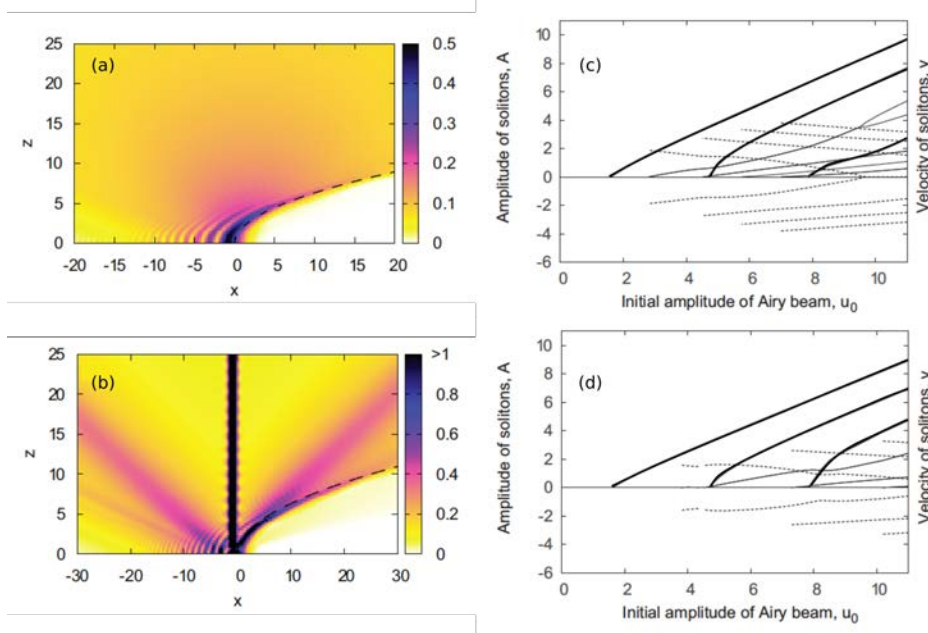 (a)
z
25
20
15
10
5
0
-20 -15 -10 -5 0 5 10 15 20
x
0.5
0.4
0.3
0.2
0.1
0
(b)
z
25
20
15
10
5
0
-30 -20 -10 0 10 20 30
x
>1
0.8
0.6
0.4
0.2
0
(c)
Amplitude of solitons, A
10
8
6
4
2
0
-2
-4
-6
0 2 4 6 8 10
Initial amplitude of Airy beam, u0
Velocity of solitons, v
(d)
Amplitude of solitons, A
10
8
6
4
2
0
-2
-4
-6
0 2 4 6 8 10
Initial amplitude of Airy beam, u0
Velocity of solitons, v